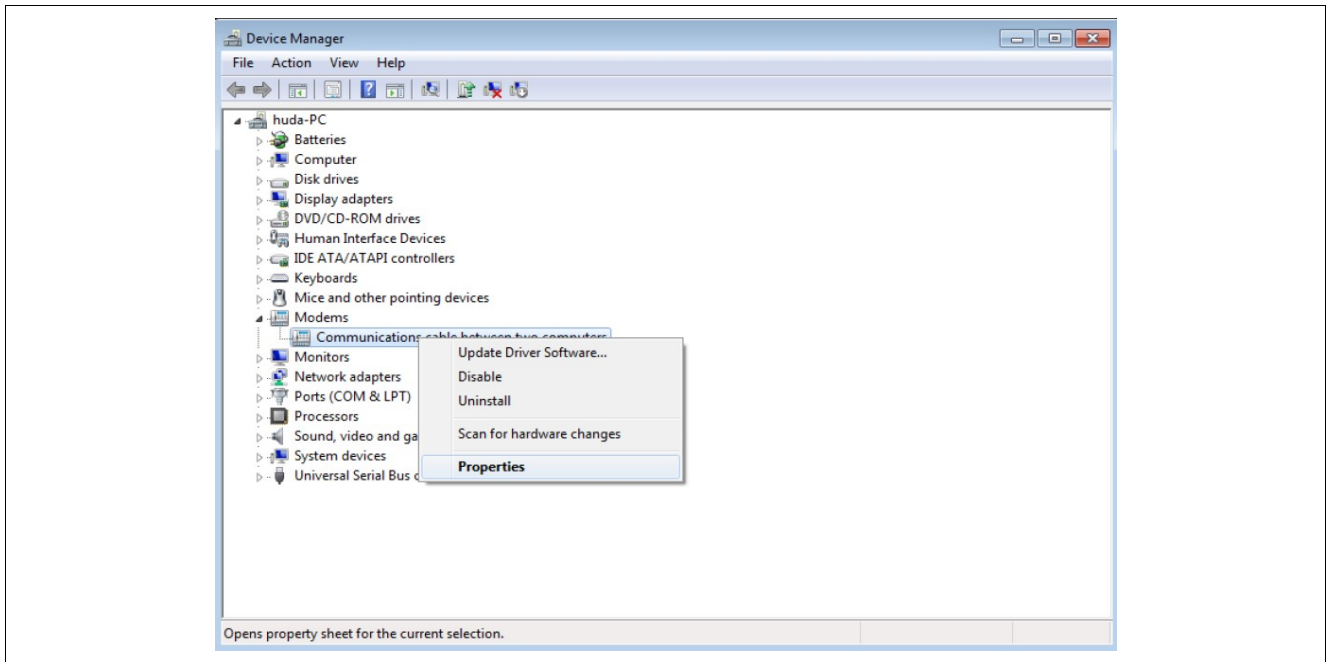 Device Manager
File Action View Help
huda-PC
Batteries
Computer
Disk drives
Display adapters
DVD/CD-ROM drives
Human Interface Devices
IDE ATA/ATAPI controllers
Keyboards
Mice and other pointing devices
Modems
Communications cable between two computers
Monitors
Network adapters
Ports (COM & LPT)
Processors
Sound, video and ga
System devices
Universal Serial Bus c
Update Driver Software...
Disable
Uninstall
Scan for hardware changes
Properties
Opens property sheet for the current selection.